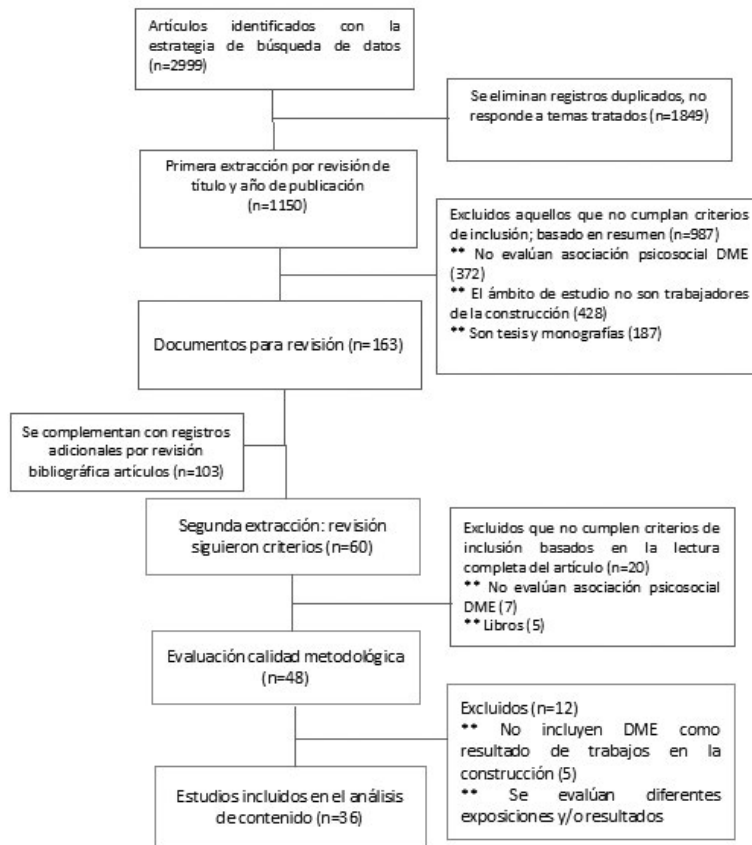 Artículos identificados con la
estrategia de búsqueda de datos
(n=2999)
Se eliminan registros duplicados, no
responde a temas tratados (n=1849)
Primera extracción por revisión de
título y año de publicación
(n=1150)
Excluidos aquellos que no cumplan criterios
de inclusión; basado en resumen (n=987)
** No evalúan asociación psicosocial DME
(372)
** El ámbito de estudio no son trabajadores
de la construcción (428)
** Son tesis y monografías (187)
Documentos para revisión (n=163)
Se complementan con registros
adicionales por revisión
bibliográfica artículos (n=103)
Segunda extracción: revisión
siguieron criterios (n=60)
Excluidos que no cumplen criterios de
inclusión basados en la lectura
completa del artículo (n=20)
** No evalúan asociación psicosocial
DME (7)
** Libros (5)
Evaluación calidad metodológica
(n=48)
Excluidos (n=12)
** No incluyen DME como
resultado de trabajos en la
construcción (5)
** Se evalúan diferentes
exposiciones y/o resultados
Estudios incluidos en el análisis
de contenido (n=36)